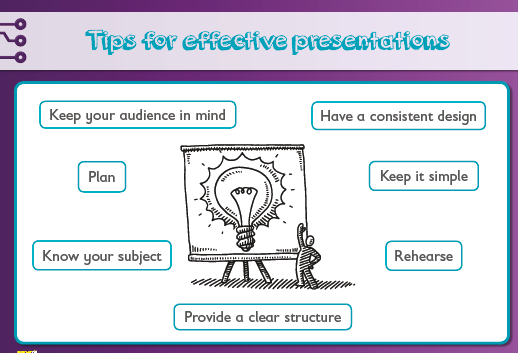 Tips for effective presentations
Keep your audience in mind
Have a consistent design
Plan
Keep it simple
Know your subject
Rehearse
Provide a clear structure